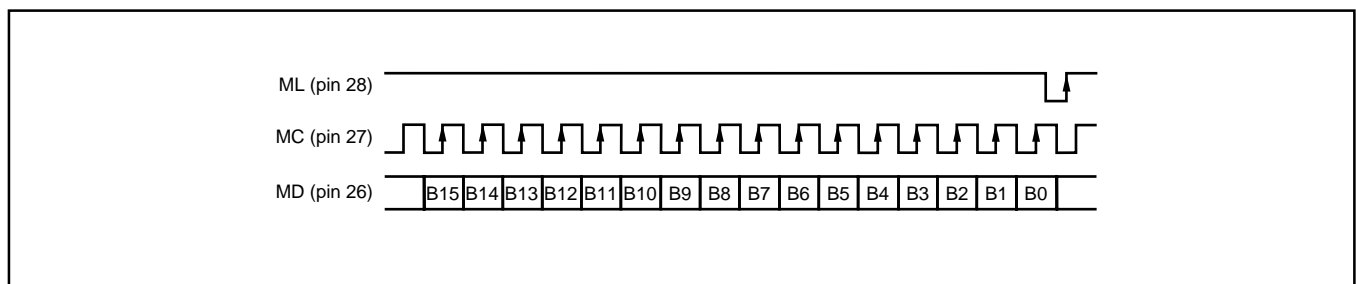 ML (pin 28)
MC (pin 27)
MD (pin 26) B15 B14 B13 B12 B11 B10 B9 B8 B7 B6 B5 B4 B3 B2 B1 B0